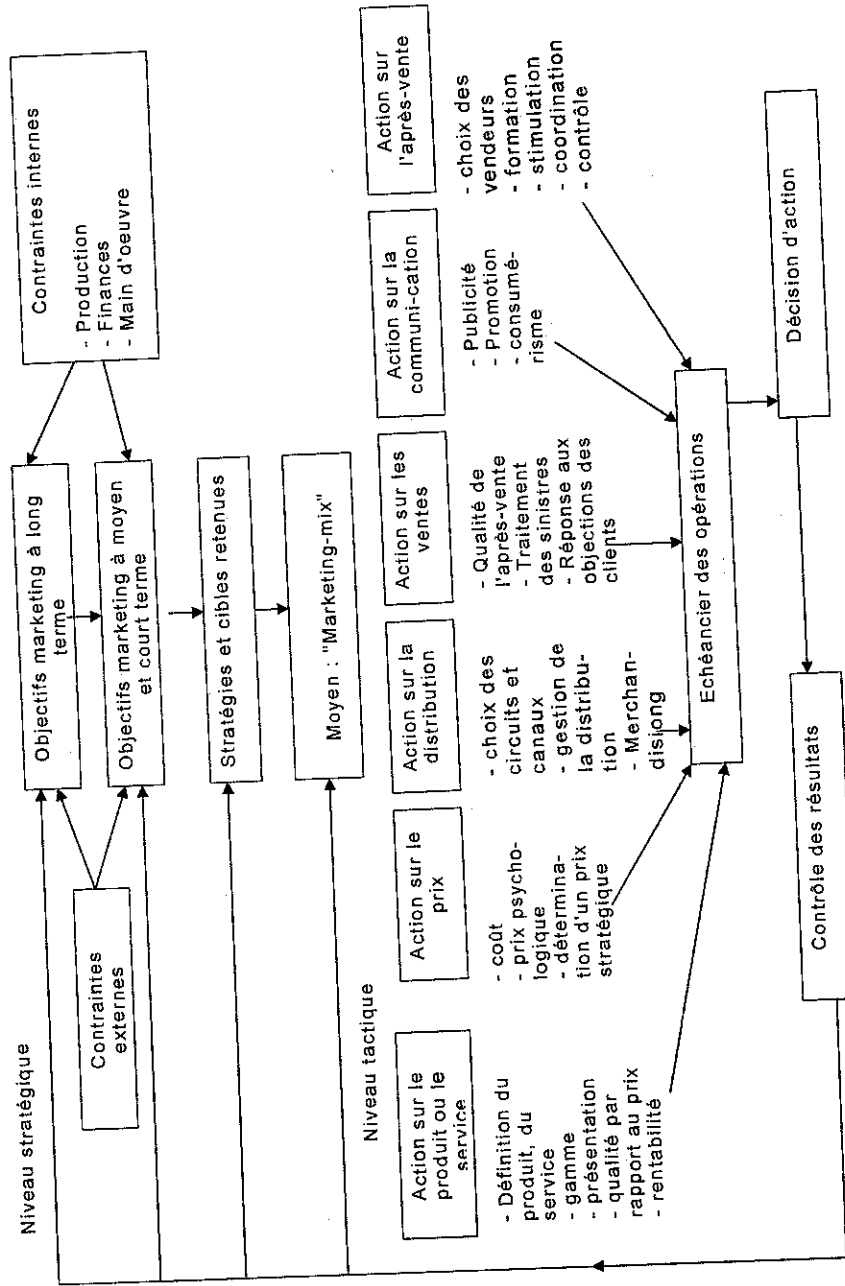 Niveau stratégique
Contraintes
externes
Objectifs marketing à long
terme
Objectifs marketing à moyen
et court terme
Stratégies et cibles retenues
Moyen : "Marketing-mix"
Contraintes internes
- Production
- Finances
- Main d'oeuvre
Niveau tactique
Action sur le
produit ou le
service
- Définition du
produit, du
service
- gamme
- présentation
- qualité par
rapport au prix
- rentabilité
Action sur le
prix
- coût
- prix psycho-
logique
- détermina-
tion d'un prix
stratégique
Action sur la
distribution
- choix des
circuits et
canaux
- gestion de
la distribu-
tion
- Merchan-
disiong
Action sur les
ventes
- Qualité de
l'après-vente
- Traitement
des sinistres
- Réponse aux
objections des
clients
Action sur la
communi-cation
- Publicité
- Promotion
- consumé-
risme
Action sur
l'après-vente
- choix des
vendeurs
- formation
- stimulation
- coordination
- contrôle
Echéancier des opérations
Décision d'action
Contrôle des résultats